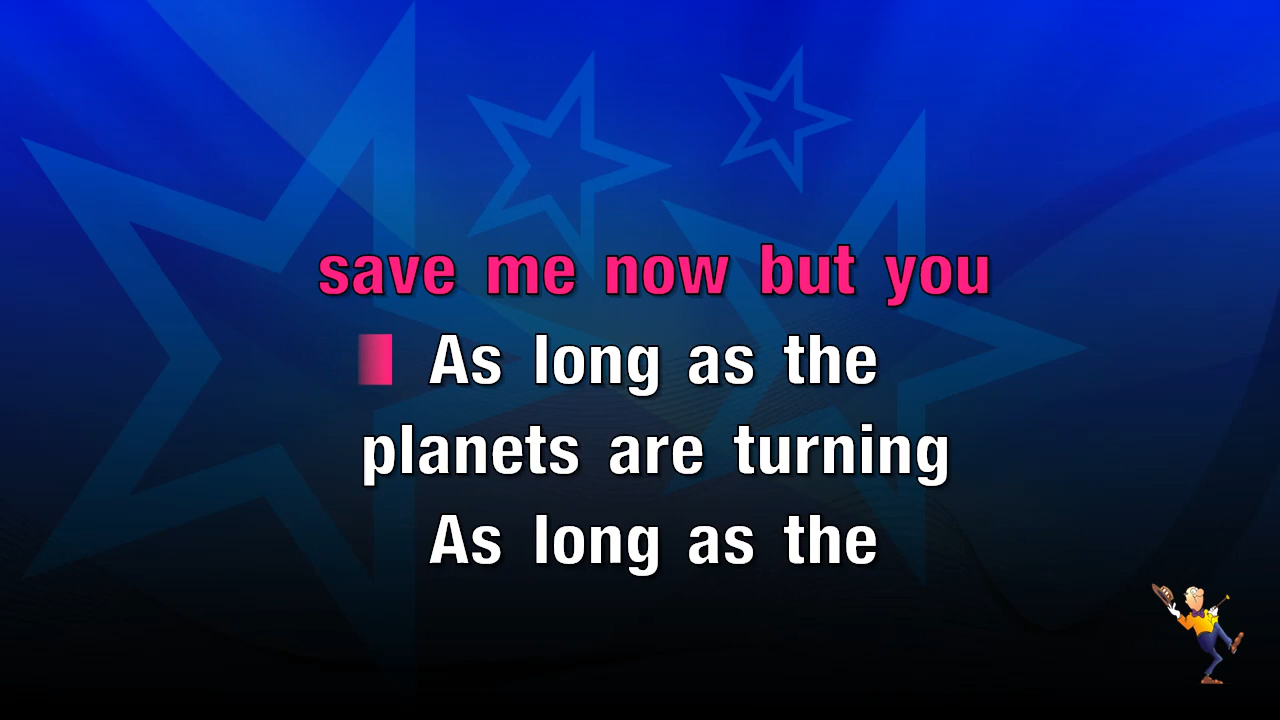 save me now but you
As long as the
planets are turning
As long as the